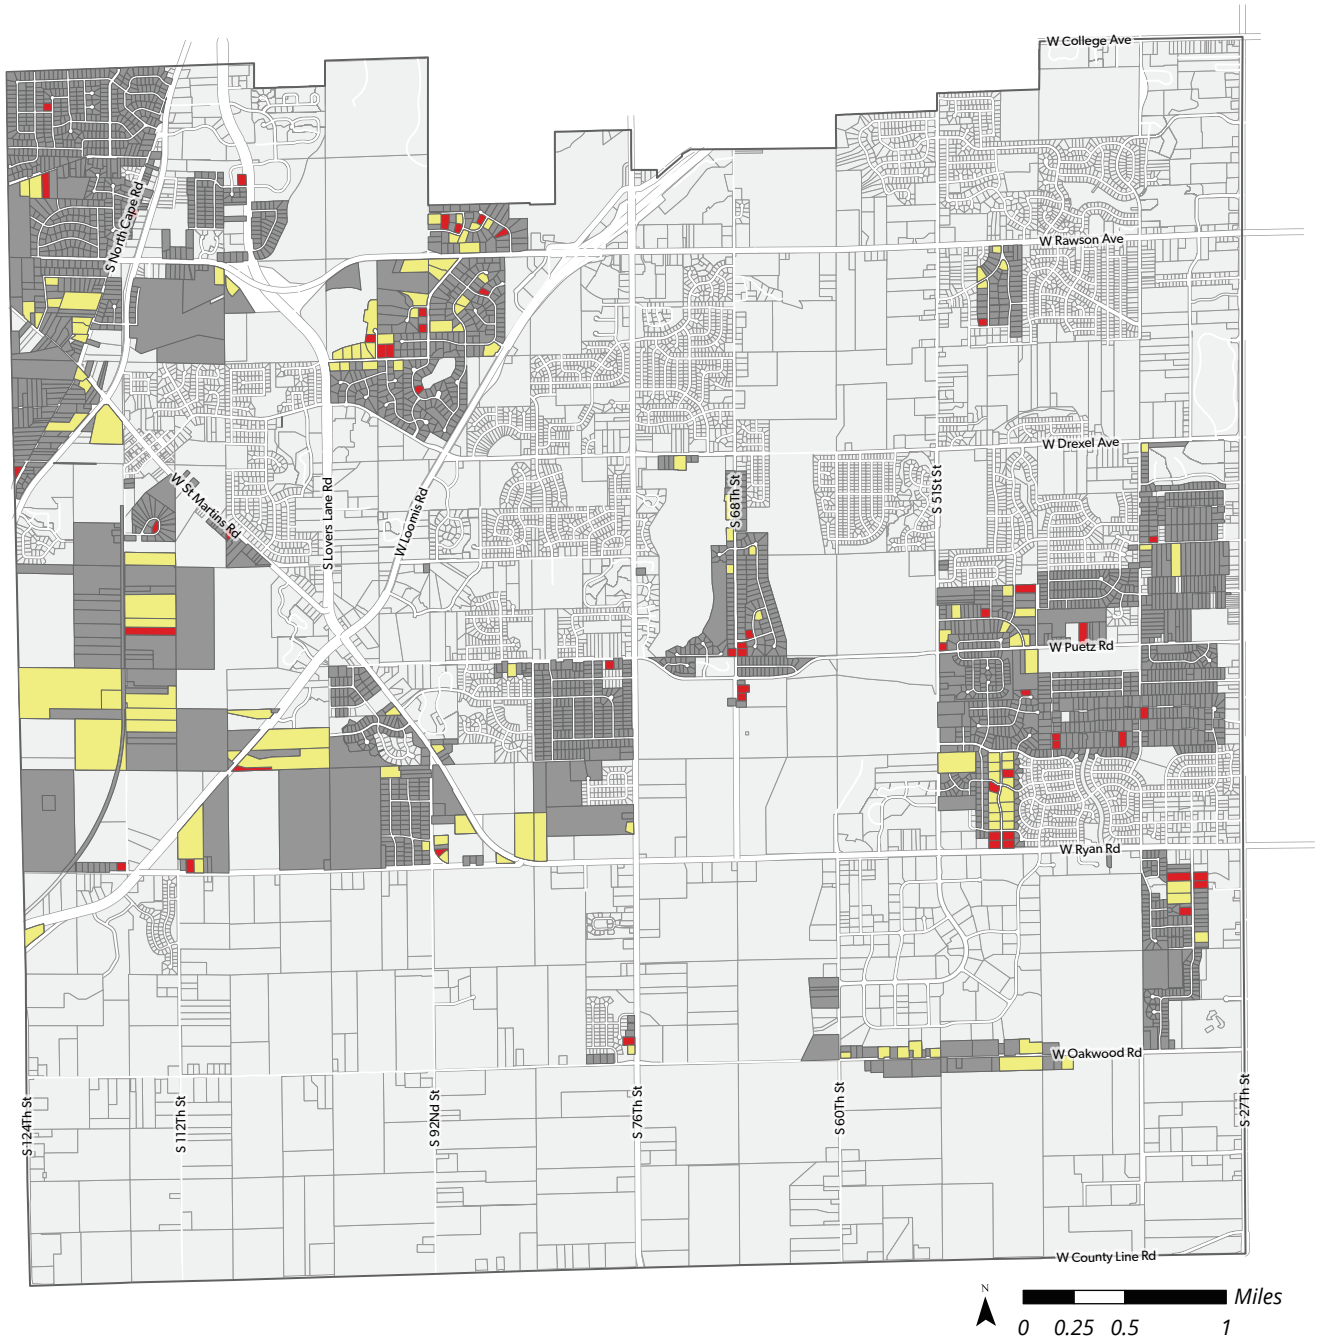 W College Ave
S North Cape Rd
W Rawson Ave
W Drexel Ave
W St Martins Rd
S Lovers Lane Rd
W Loomis Rd
S 68Th St
S 51St St
W Puetz Rd
W Ryan Rd
W Oakwood Rd
S 124Th St
S 112Th St
S 92Nd St
S 76Th St
S 60Th St
S 27Th St
W County Line Rd
N
Miles
0 0.25 0.5 1